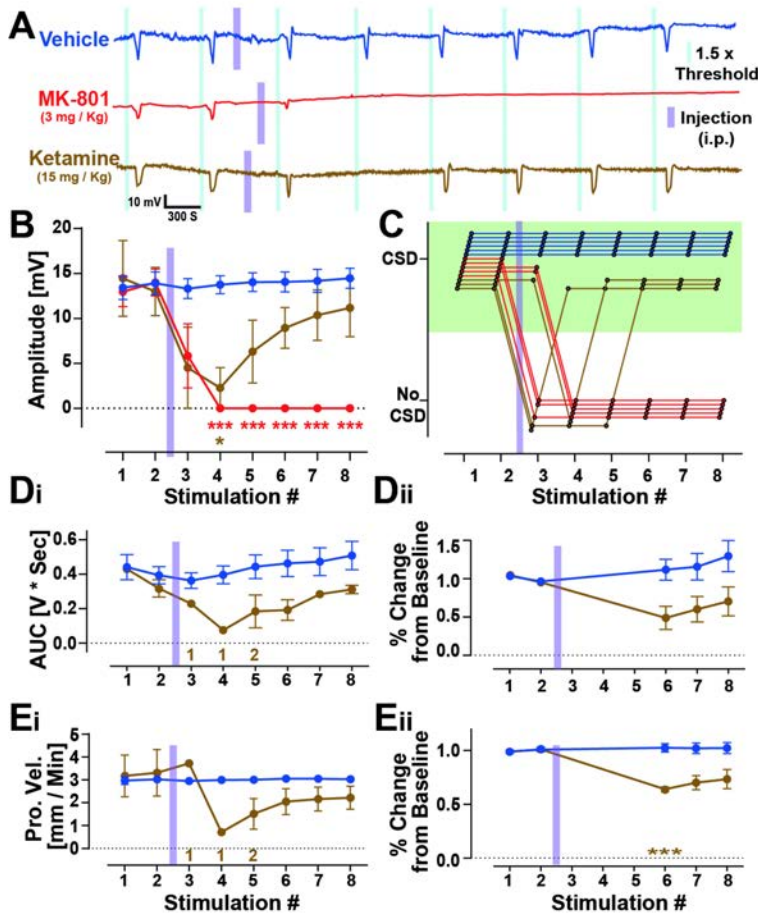 A
Vehicle
MK-801
(3 mg / Kg)
Ketamine
(15 mg / Kg)
10 mV
300 S
1.5 x
Threshold
Injection
(i.p.)
B
Amplitude [mV]
20
15
10
5
0
*** *** *** *** ***
*
1 2 3 4 5 6 7 8
Stimulation #
C
CSD
No
CSD
1 2 3 4 5 6 7 8
Stimulation #
Di
AUC [V * Sec]
0.6
0.4
0.2
0.0
1 1 2
1 2 3 4 5 6 7 8
Dii
% Change
from Baseline
1.5
1.0
0.5
0.0
1 2 3 4 5 6 7 8
Ei
Pro. Vel.
[mm / Min]
5
4
3
2
1
0
1 1 2
1 2 3 4 5 6 7 8
Stimulation #
Eii
% Change
from Baseline
1.0
0.5
0.0
***
1 2 3 4 5 6 7 8
Stimulation #